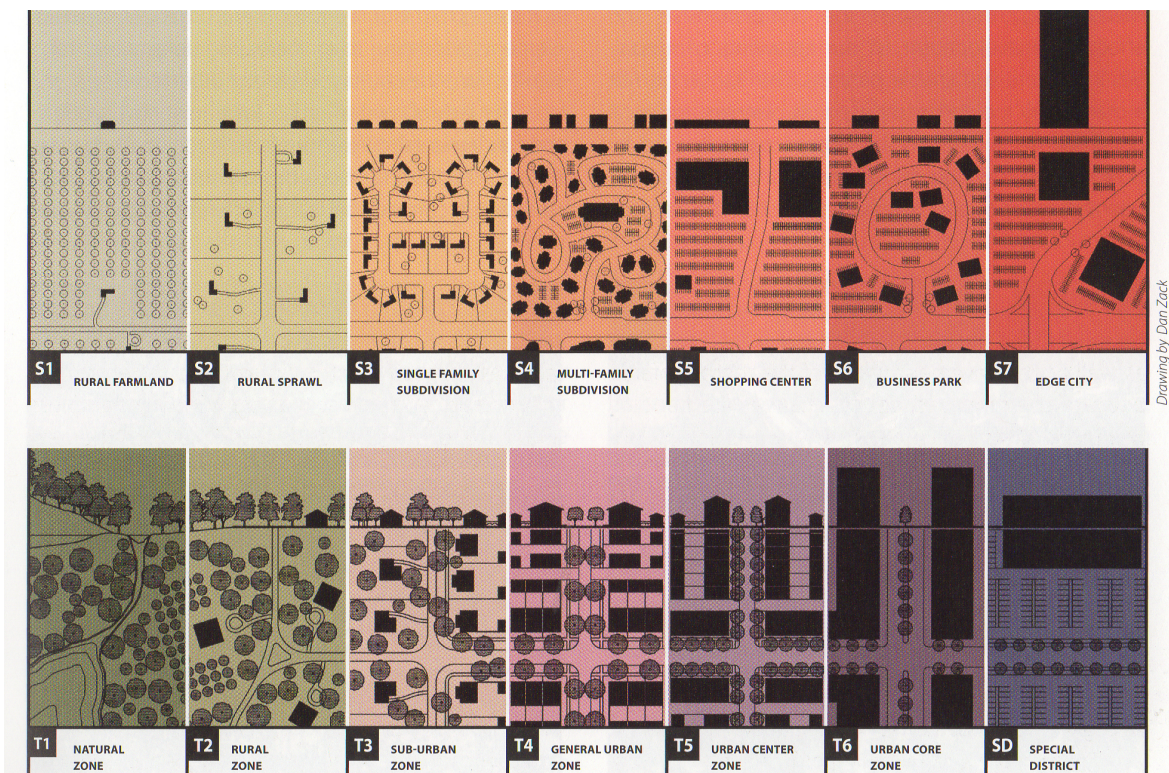 S1 RURAL FARMLAND
S2 RURAL SPRAWL
S3 SINGLE FAMILY
SUBDIVISION
S4 MULTI-FAMILY
SUBDIVISION
S5 SHOPPING CENTER
S6 BUSINESS PARK
S7 EDGE CITY
Drawing by Dan Zack
T1 NATURAL
ZONE
T2 RURAL
ZONE
T3 SUB-URBAN
ZONE
T4 GENERAL URBAN
ZONE
T5 URBAN CENTER
ZONE
T6 URBAN CORE
ZONE
SD SPECIAL
DISTRICT